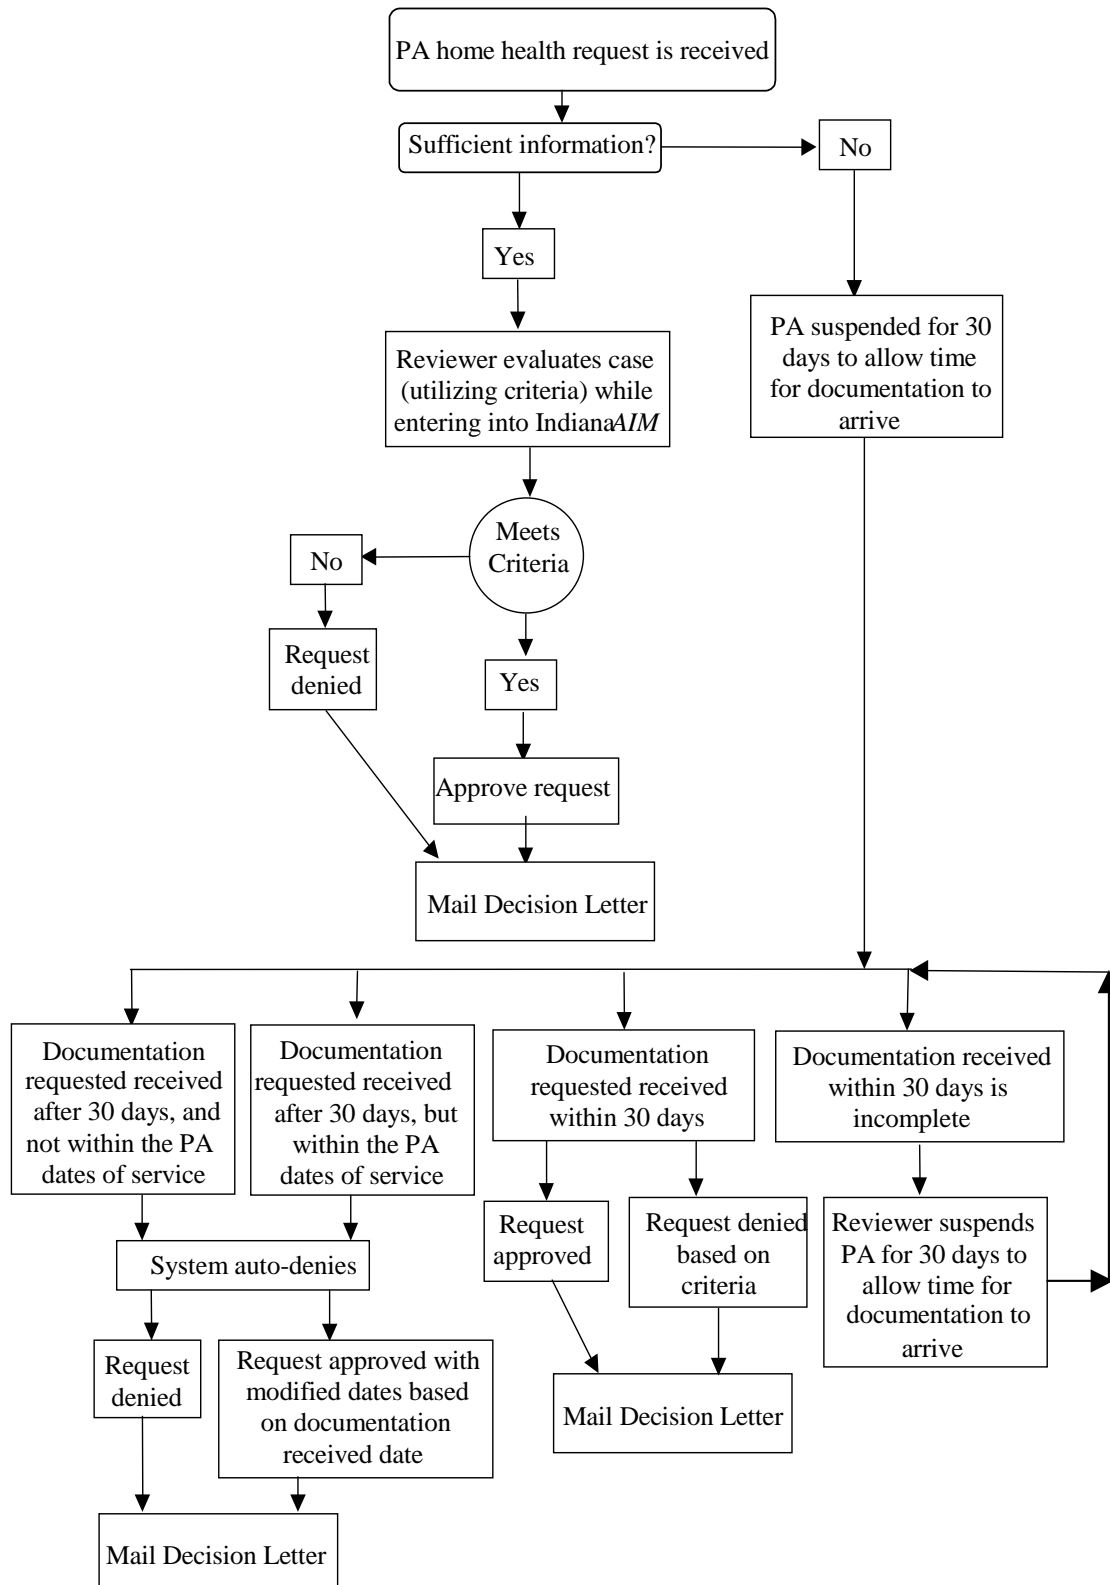 PA home health request is received
Sufficient information?
No
Yes
PA suspended for 30
days to allow time
for documentation to
arrive
Reviewer evaluates case
(utilizing criteria) while
entering into IndianaAIM
Meets
Criteria
No
Request
denied
Yes
Approve request
Mail Decision Letter
Documentation
requested received
after 30 days, and
not within the PA
dates of service
Documentation
requested received
after 30 days, but
within the PA
dates of service
Documentation
requested received
within 30 days
Documentation received
within 30 days is
incomplete
System auto-denies
Request
approved
Request denied
based on
criteria
Reviewer suspends
PA for 30 days to
allow time for
documentation to
arrive
Request
denied
Request approved with
modified dates based
on documentation
received date
Mail Decision Letter
Mail Decision Letter